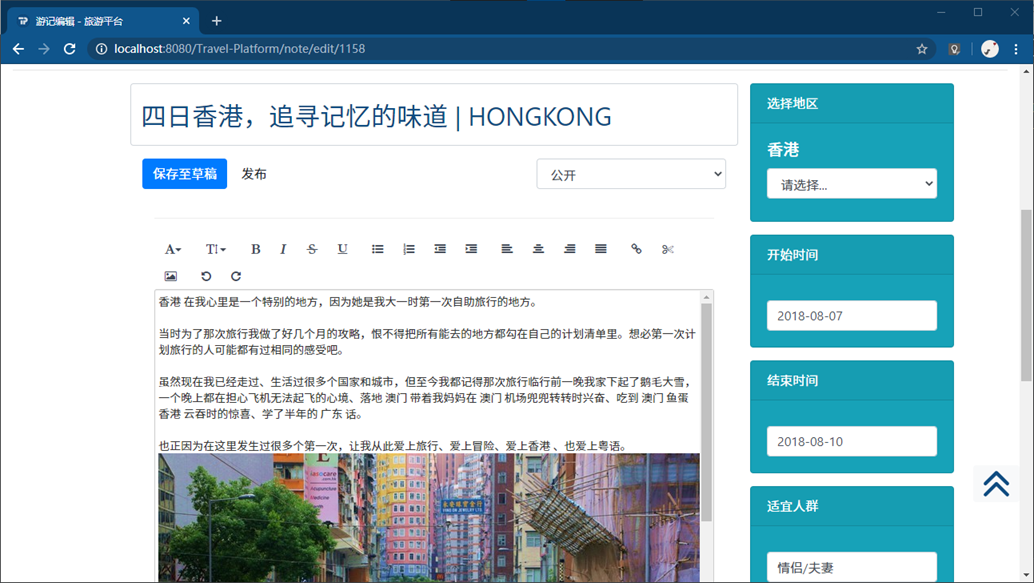 游记编辑 - 旅游平台
localhost:8080/Travel-Platform/note/edit/1158
四日香港，追寻记忆的味道 | HONGKONG
保存至草稿 发布 公开
香港 在我心里是一个特别的地方，因为她是我大一时第一次自助旅行的地方。
当时为了那次旅行我做了好几个月的攻略，恨不得把所有能去的地方都勾在自己的计划清单里。想必第一次计
划旅行的人可能都有过相同的感受吧。
虽然现在我已经走过、生活过很多个国家和城市，但至今我都记得那次旅行临行前一晚我家下起了鹅毛大雪，
一个晚上都在担心飞机无法起飞的心境、落地 澳门 带着我妈妈在 澳门 机场兜兜转转时兴奋、吃到 澳门 鱼蛋
香港 云吞时的惊喜、学了半年的 广东 话。
也正因为在这里发生过很多个第一次，让我从此爱上旅行、爱上冒险、爱上香港 、也爱上粤语。
选择地区
香港
请选择...
开始时间
2018-08-07
结束时间
2018-08-10
适宜人群
情侣/夫妻